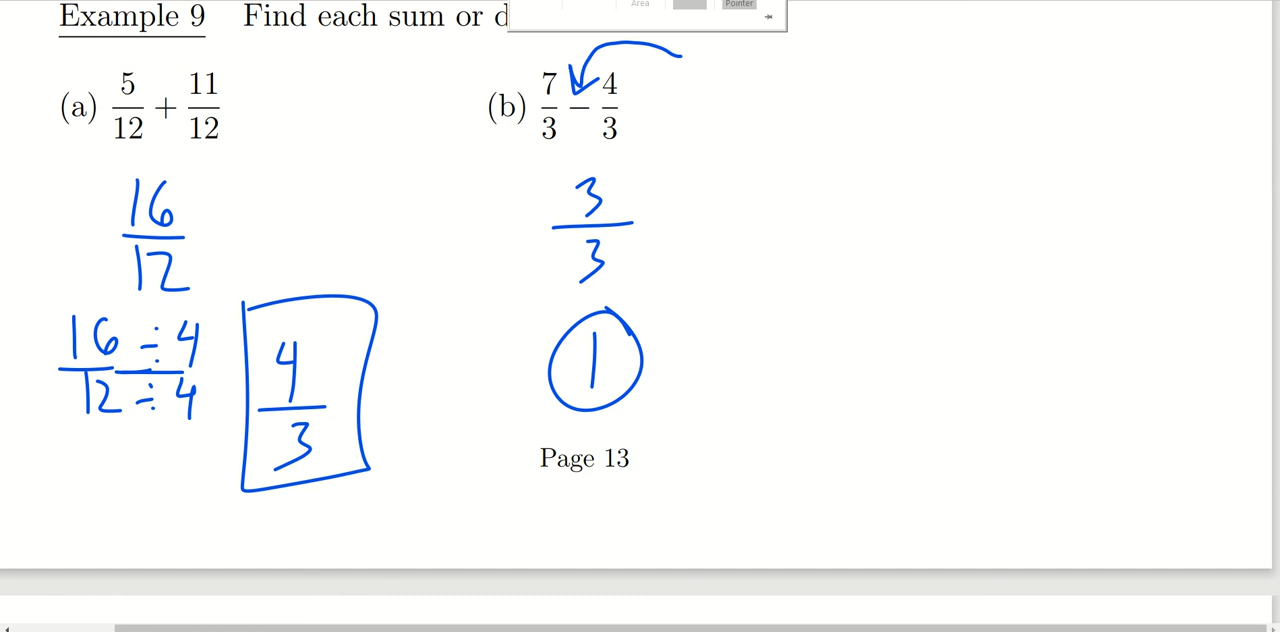 Area Pointer
Example 9 Find each sum or d
(a) 5/12 + 11/12
(b) 7/3 − 4/3
16/12
16 ÷ 4
12 ÷ 4
4/3
3/3
1
Page 13